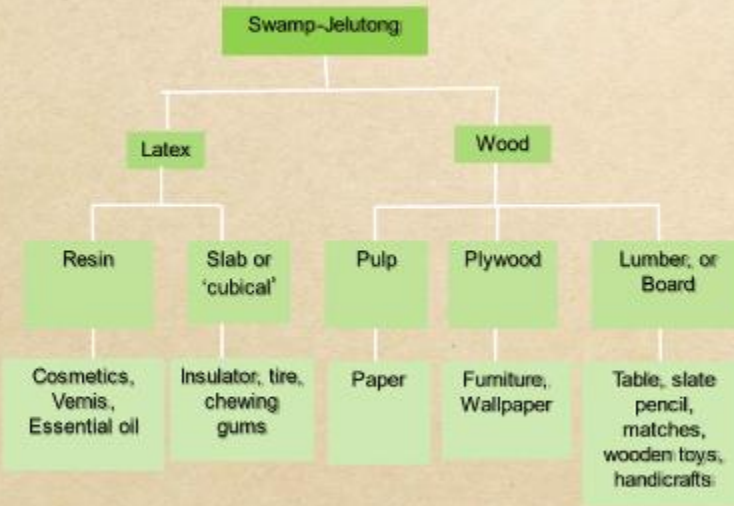 Swamp-Jelutong
Latex
Wood
Resin
Slab or
'cubical'
Pulp
Plywood
Lumber, or
Board
Cosmetics,
Vernis,
Essential oil
Insulator, tire,
chewing
gums
Paper
Furniture,
Wallpaper
Table, slate
pencil,
matches,
wooden toys,
handicrafts